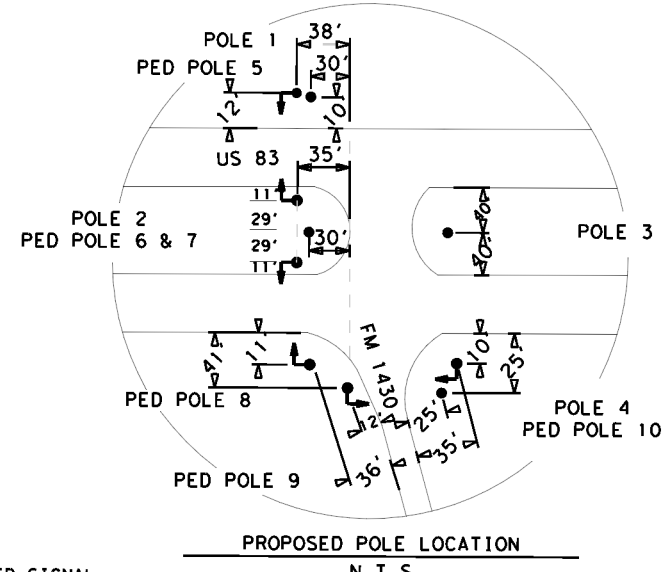 POLE 1
PED POLE 5
38'
30'
12'
10'
US 83
35'
11'
29'
29'
11'
30'
POLE 2
PED POLE 6 & 7
40'
40'
POLE 3
FM 1430
41'
11'
10'
25'
PED POLE 8
12'
25'
35'
36'
POLE 4
PED POLE 10
PED POLE 9
PROPOSED POLE LOCATION